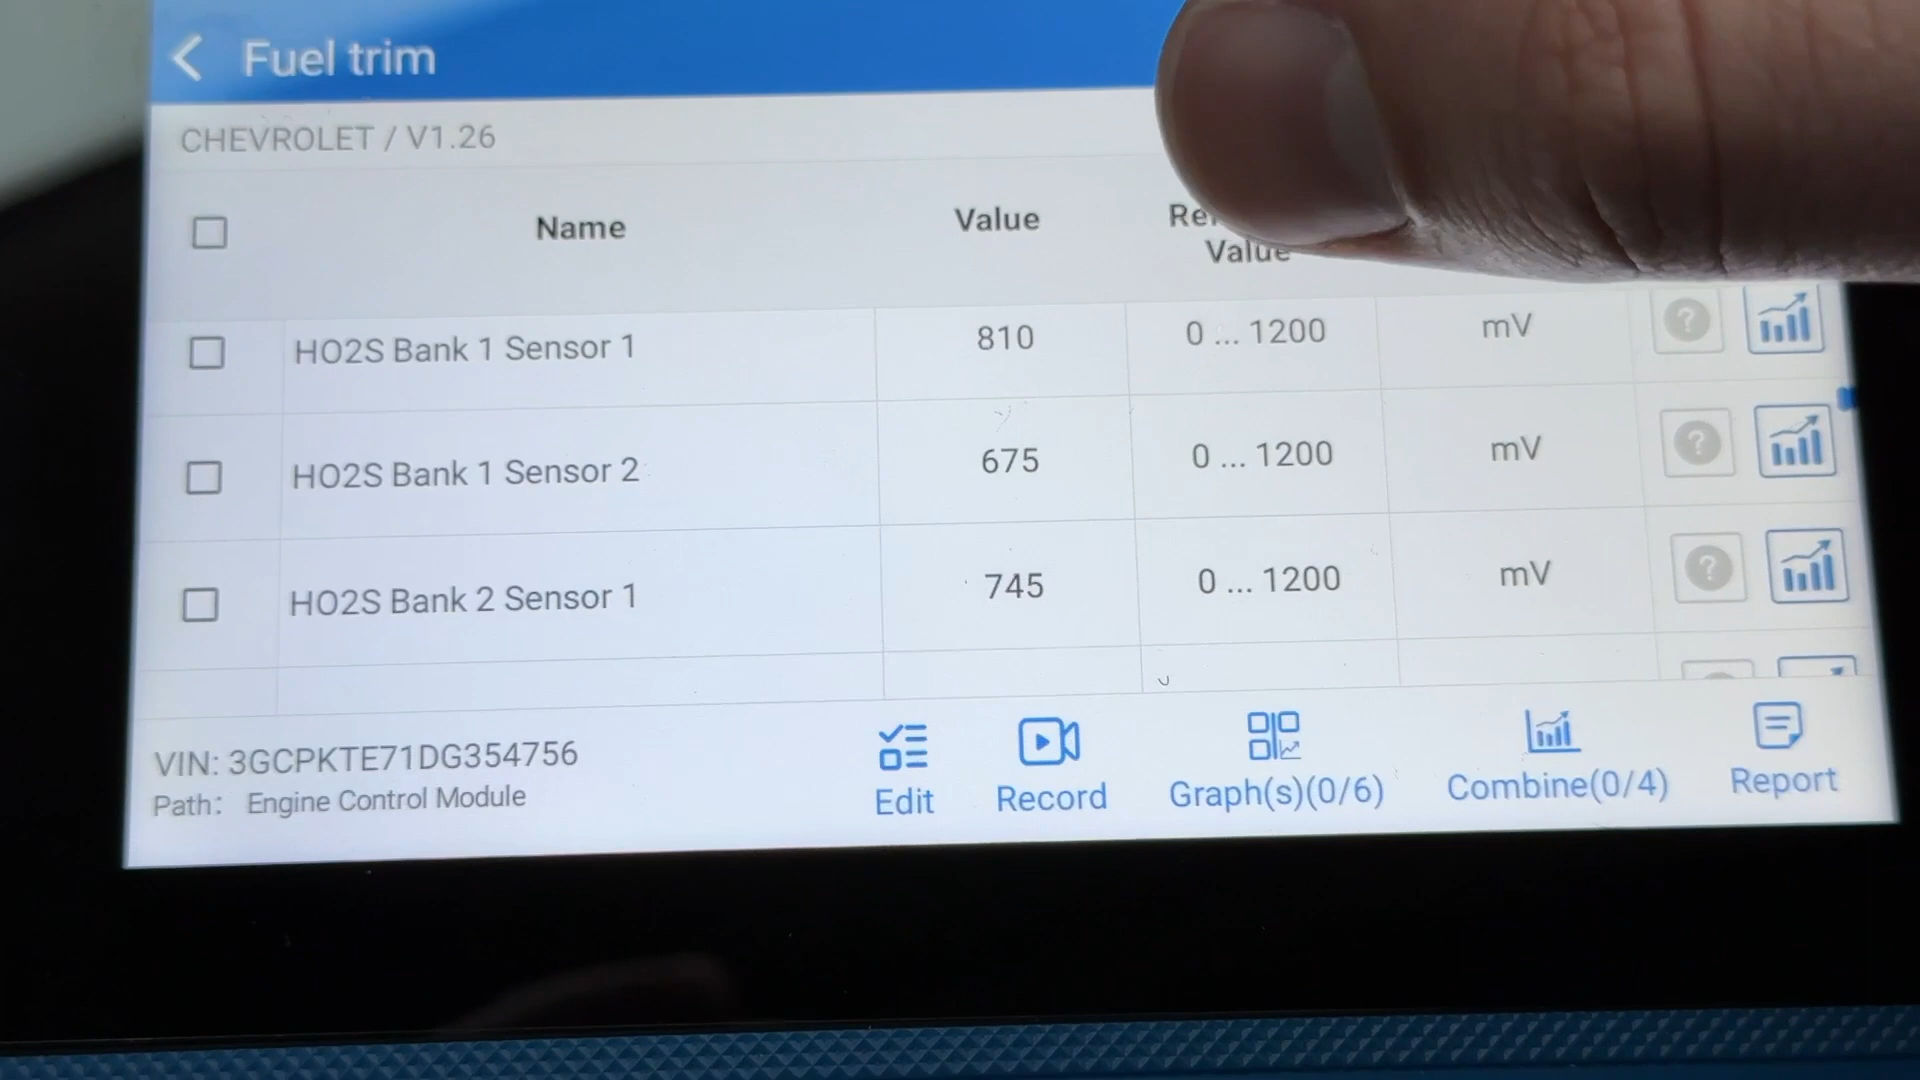 Fuel trim
CHEVROLET / V1.26
Name Value
Value
HO2S Bank 1 Sensor 1 810 0 ... 1200 mV ?
HO2S Bank 1 Sensor 2 675 0 ... 1200 mV ?
HO2S Bank 2 Sensor 1 745 0 ... 1200 mV ?
VIN: 3GCPKTE71DG354756
Path: Engine Control Module
Edit Record Graph(s)(0/6) Combine(0/4) Report